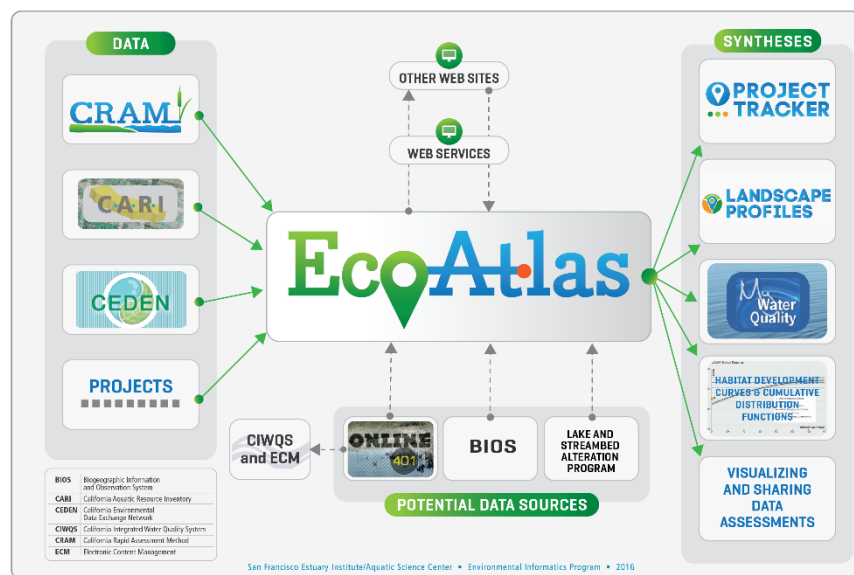 DATA
CRAM
C·A·R·I
CEDEN
PROJECTS
OTHER WEB SITES
WEB SERVICES
EcoAtlas
SYNTHESES
PROJECT
TRACKER
LANDSCAPE
PROFILES
My
Water
Quality
HABITAT DEVELOPMENT
CURVES & CUMULATIVE
DISTRIBUTION
FUNCTIONS
VISUALIZING
AND SHARING
DATA
ASSESSMENTS
CIWQS
and ECM
ONLINE
401
BIOS
LAKE AND
STREAMBED
ALTERATION
PROGRAM
POTENTIAL DATA SOURCES
BIOS Biogeographic Information
and Observation System
CARI California Aquatic Resource Inventory
CEDEN California Environmental
Data Exchange Network
CIWQS California Integrated Water Quality System
CRAM California Rapid Assessment Method
ECM Electronic Content Management
San Francisco Estuary Institute/Aquatic Science Center • Environmental Informatics Program • 2016